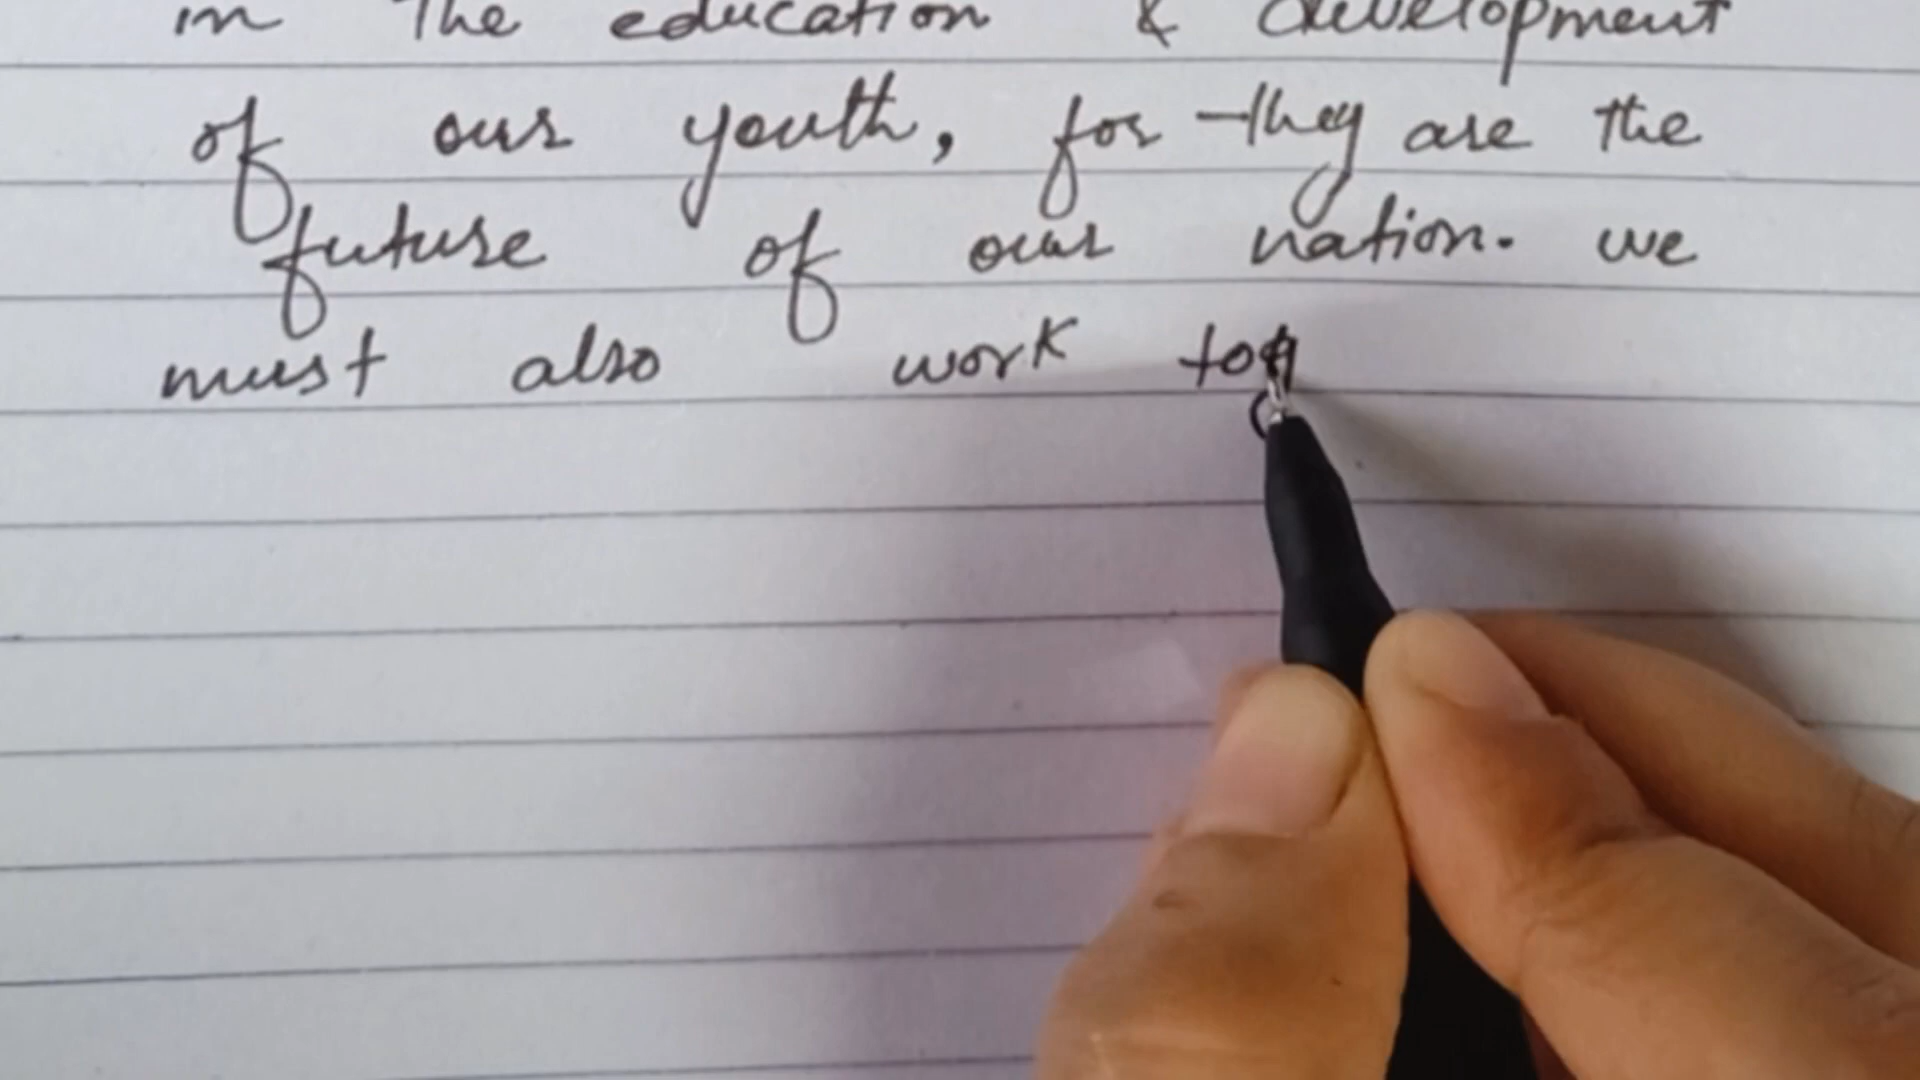 in the education & development
of our youth, for they are the
future of our nation. we
must also work tog